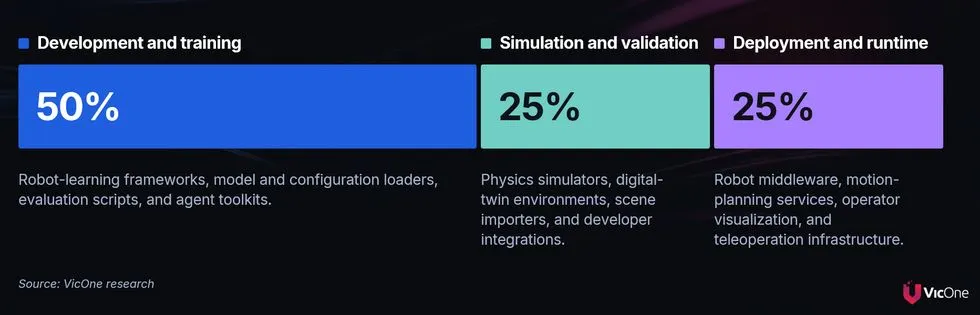 Development and training
Simulation and validation
Deployment and runtime
50%
25%
25%
Robot-learning frameworks, model and configuration loaders,
evaluation scripts, and agent toolkits.
Physics simulators, digital-
twin environments, scene
importers, and developer
integrations.
Robot middleware, motion-
planning services, operator
visualization, and
teleoperation infrastructure.
Source: VicOne research
VicOne